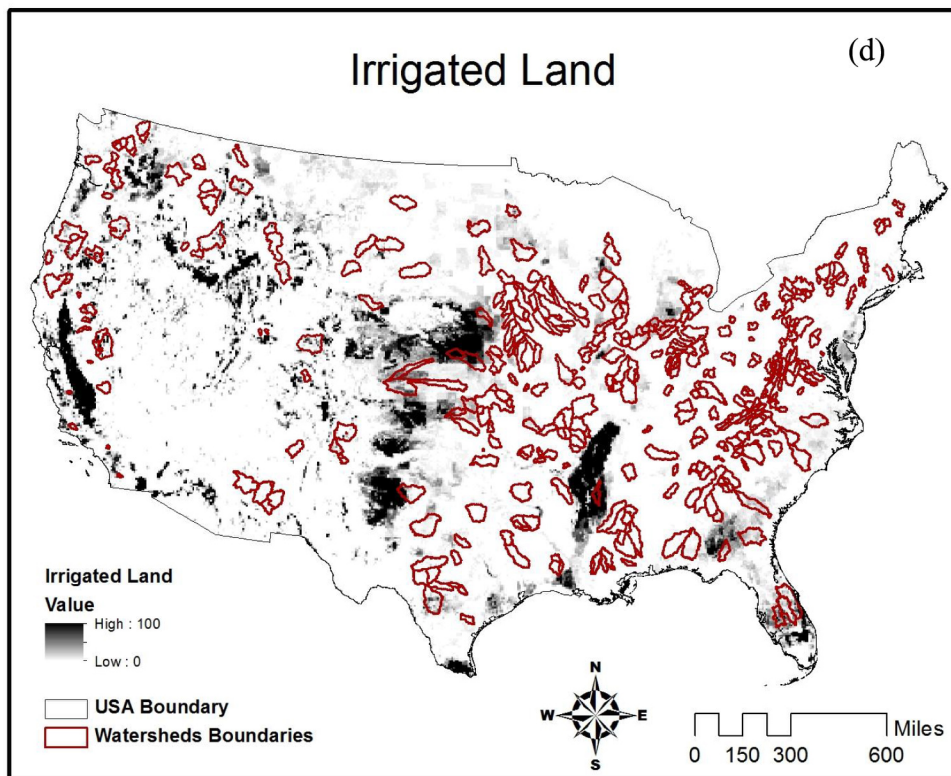 (d)
Irrigated Land
Irrigated Land
Value
High : 100
Low : 0
USA Boundary
Watersheds Boundaries
N
W E
S
Miles
0 150 300 600